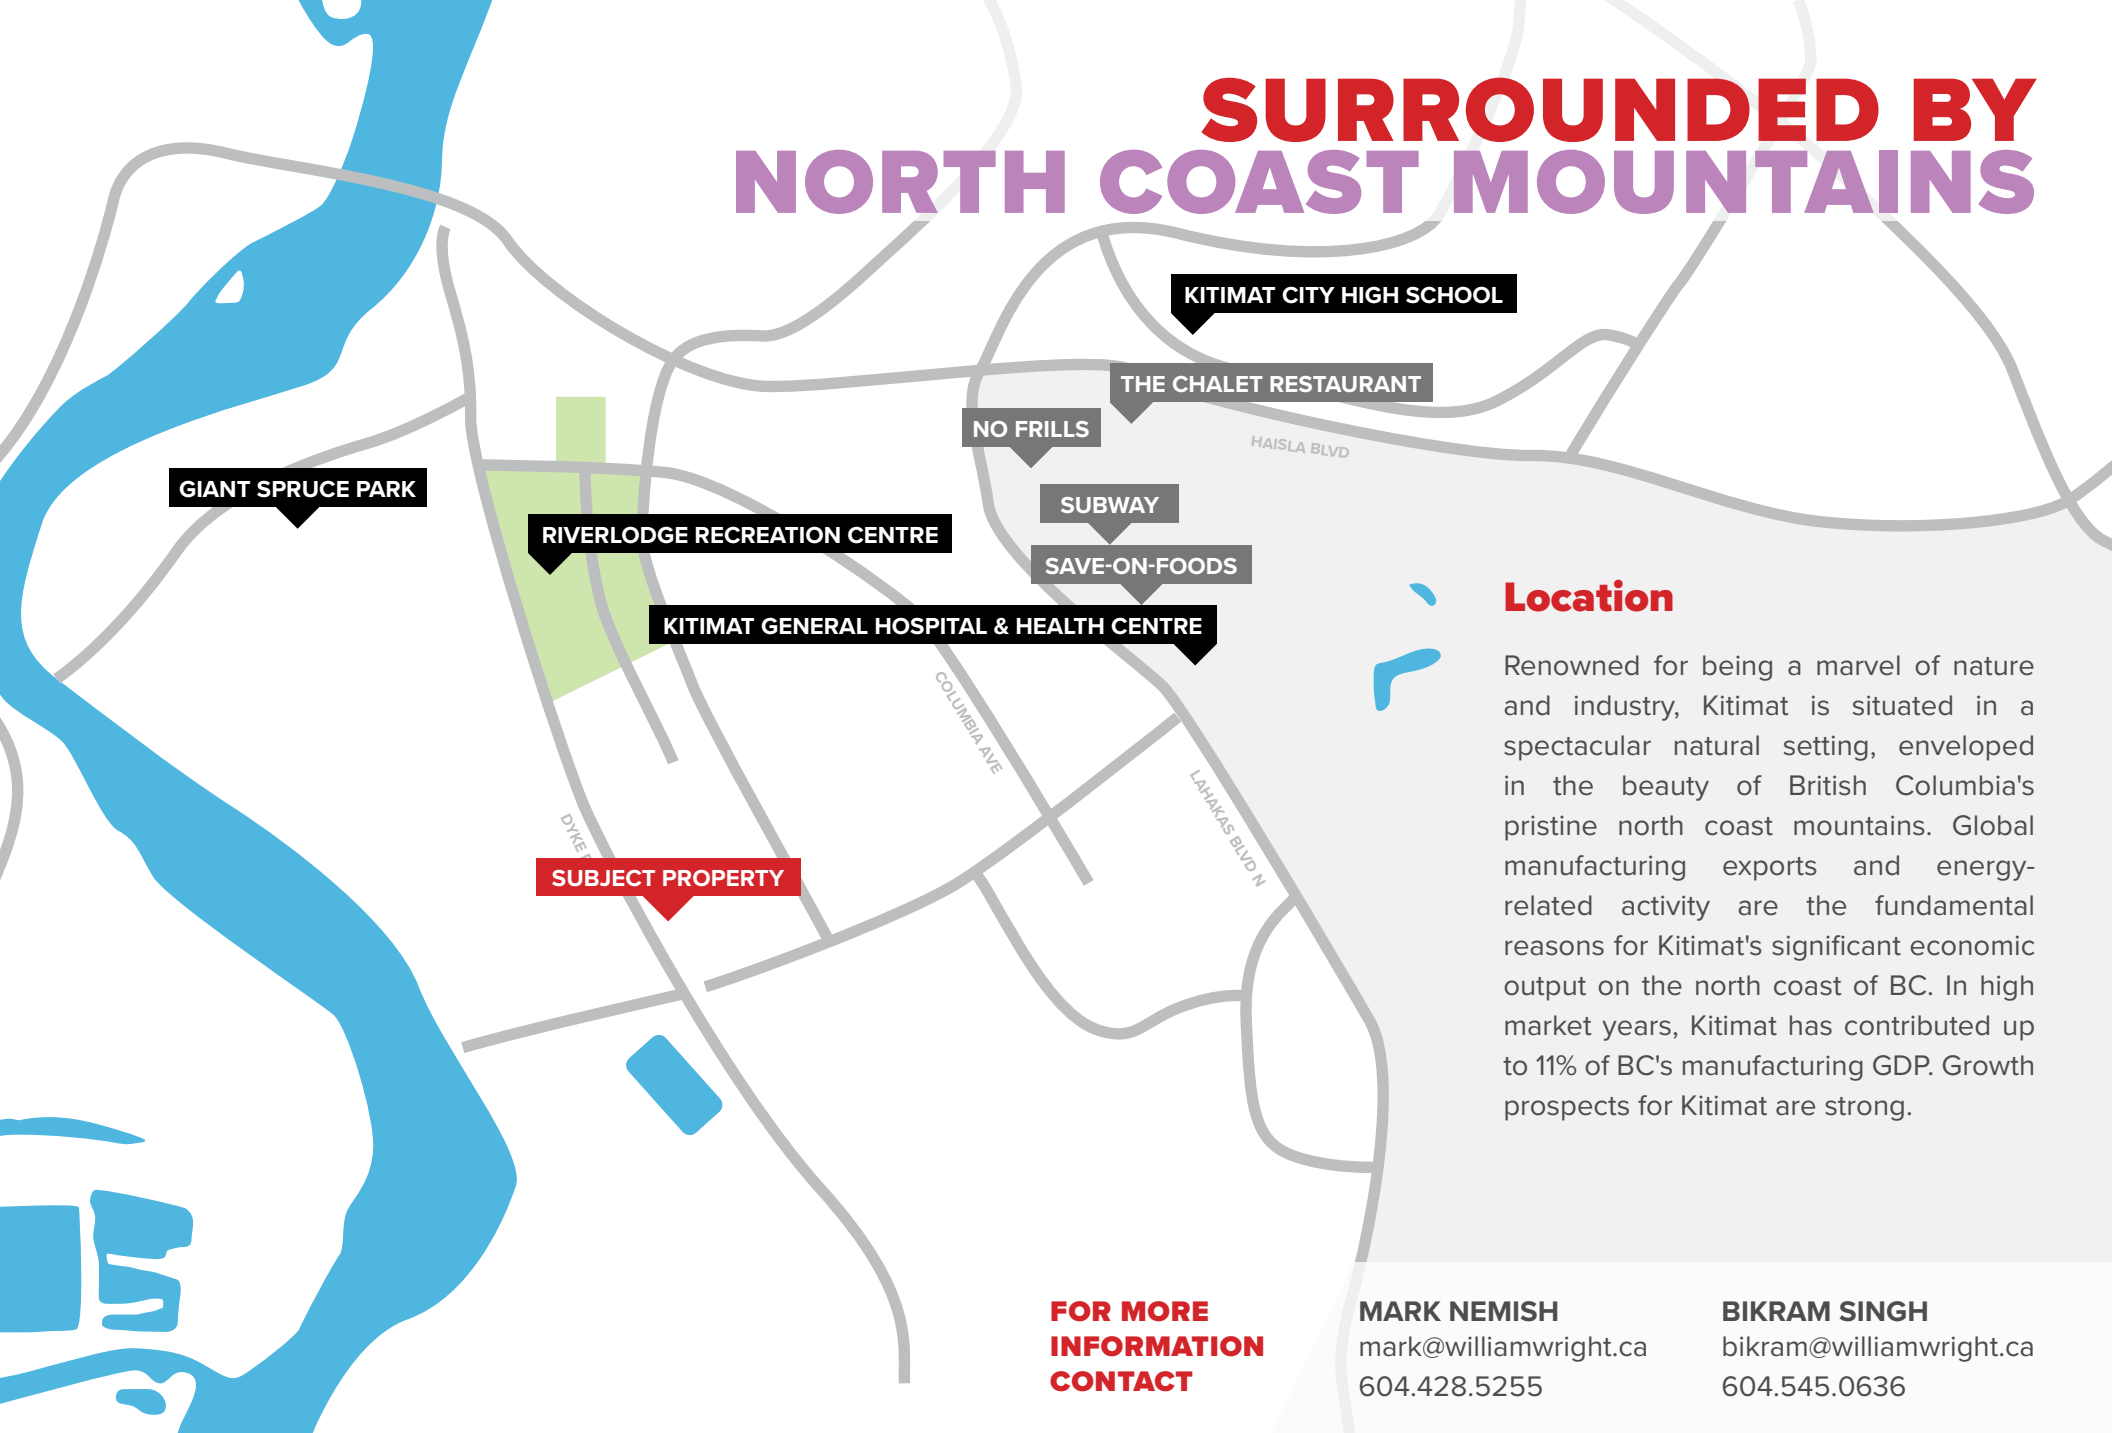 SURROUNDED BY
NORTH COAST MOUNTAINS
KITIMAT CITY HIGH SCHOOL
THE CHALET RESTAURANT
NO FRILLS
HAISLA BLVD
GIANT SPRUCE PARK
SUBWAY
RIVERLODGE RECREATION CENTRE
SAVE-ON-FOODS
KITIMAT GENERAL HOSPITAL & HEALTH CENTRE
COLUMBIA AVE
LAHAKAS BLVD N
DYKE
SUBJECT PROPERTY
Location
Renowned for being a marvel of nature
and industry, Kitimat is situated in a
spectacular natural setting, enveloped
in the beauty of British Columbia's
pristine north coast mountains. Global
manufacturing exports and energy-
related activity are the fundamental
reasons for Kitimat's significant economic
output on the north coast of BC. In high
market years, Kitimat has contributed up
to 11% of BC's manufacturing GDP. Growth
prospects for Kitimat are strong.
FOR MORE
INFORMATION
CONTACT
MARK NEMISH
mark@williamwright.ca
604.428.5255
BIKRAM SINGH
bikram@williamwright.ca
604.545.0636